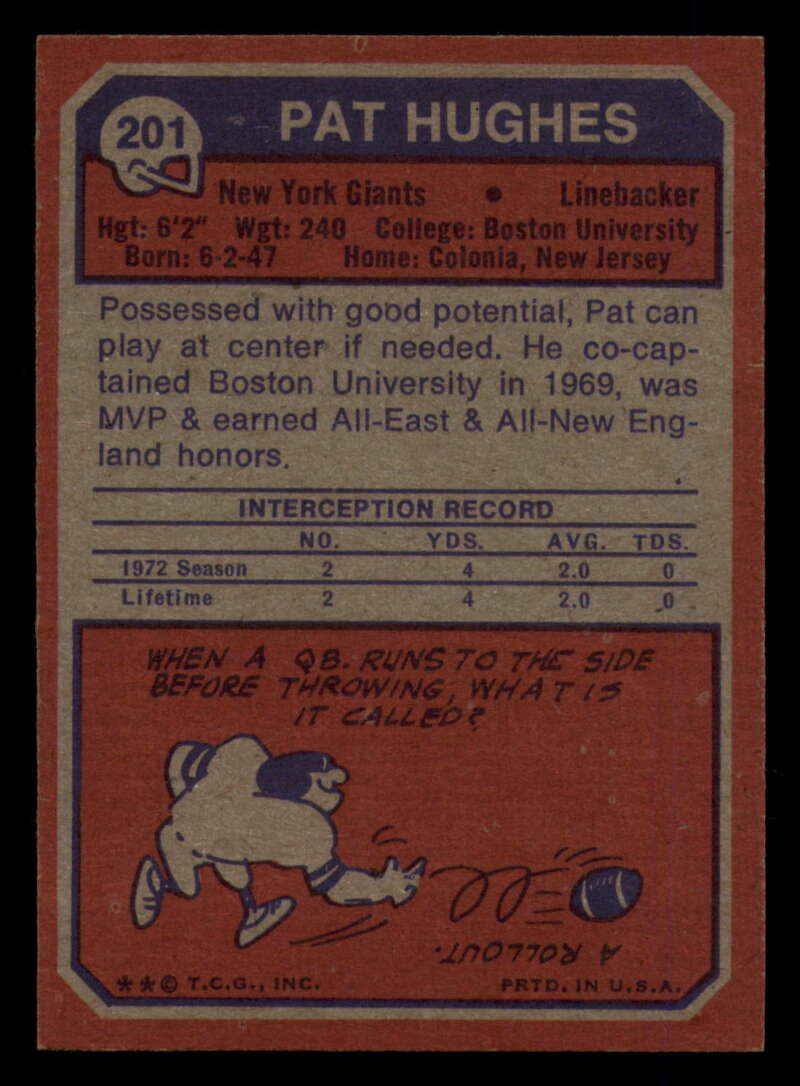 201 PAT HUGHES
New York Giants • Linebacker
Hgt: 6'2" Wgt: 240 College: Boston University
Born: 6-2-47 Home: Colonia, New Jersey
Possessed with good potential, Pat can
play at center if needed. He co-cap-
tained Boston University in 1969, was
MVP & earned All-East & All-New Eng-
land honors.
INTERCEPTION RECORD
NO. YDS. AVG. TDS.
1972 Season 2 4 2.0 0
Lifetime 2 4 2.0 0
WHEN A QB. RUNS TO THE SIDE
BEFORE THROWING, WHAT IS
IT CALLED?
A ROLLOUT.
**© T.C.G., INC. PRTD. IN U.S.A.